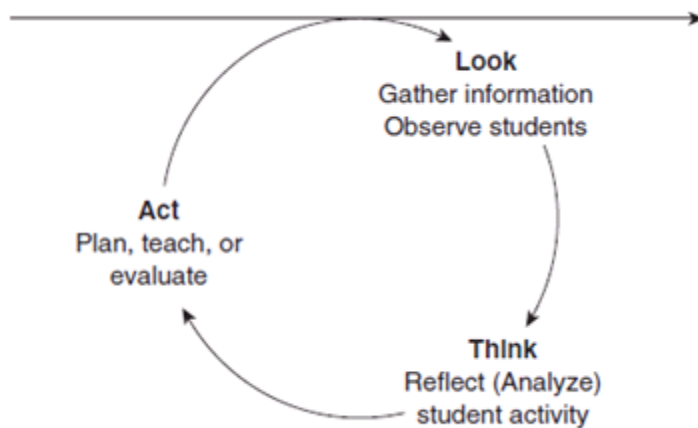 Look
Gather information
Observe students
Act
Plan, teach, or
evaluate
Think
Reflect (Analyze)
student activity